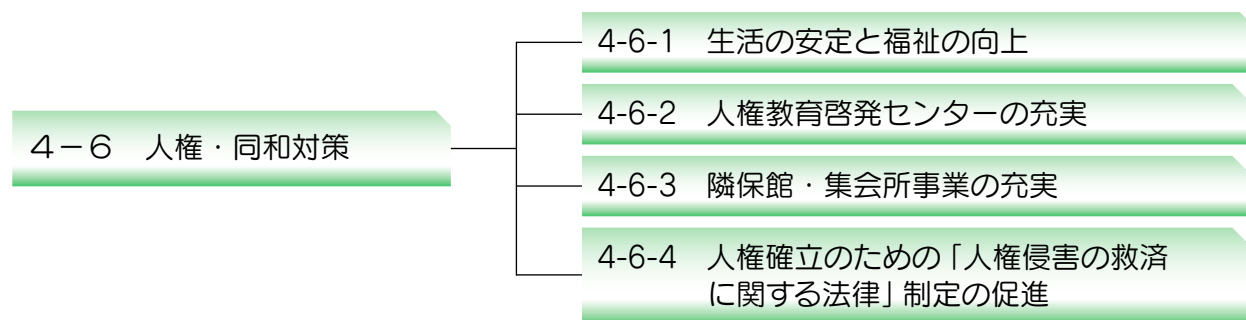 4－6　人権・同和対策
4-6-1　生活の安定と福祉の向上
4-6-2　人権教育啓発センターの充実
4-6-3　隣保館・集会所事業の充実
4-6-4　人権確立のための「人権侵害の救済
に関する法律」制定の促進